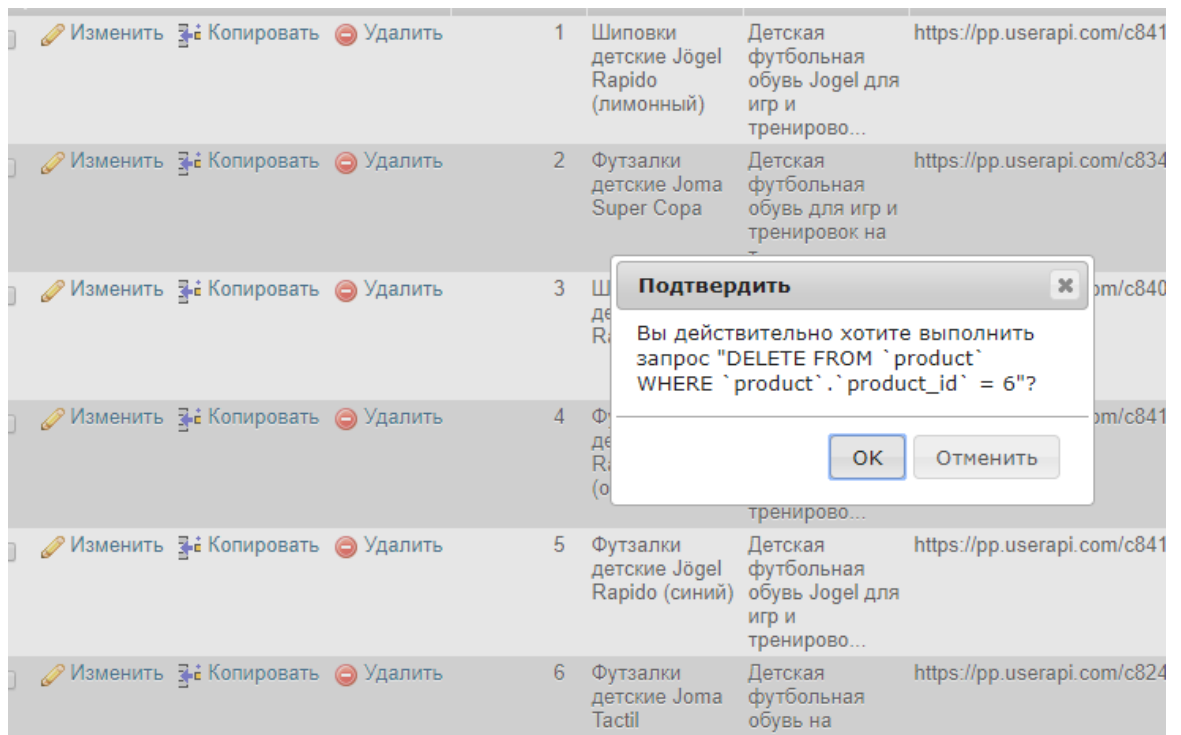 Изменить Копировать Удалить 1 Шиповки Детская https://pp.userapi.com/c841
детские Jögel футбольная
Rapido обувь Jogel для
(лимонный) игр и
тренирово...
Изменить Копировать Удалить 2 Футзалки Детская https://pp.userapi.com/c834
детские Joma футбольная
Super Copa обувь для игр и
тренировок на
Подтвердить
Изменить Копировать Удалить 3 om/c840
Вы действительно хотите выполнить
запрос "DELETE FROM `product`
WHERE `product`.`product_id` = 6"?
Изменить Копировать Удалить 4 om/c841
OK Отменить
тренирово...
Изменить Копировать Удалить 5 Футзалки Детская https://pp.userapi.com/c841
детские Jögel футбольная
Rapido (синий) обувь Jogel для
игр и
тренирово...
Изменить Копировать Удалить 6 Футзалки Детская https://pp.userapi.com/c824
детские Joma футбольная
Tactil обувь на